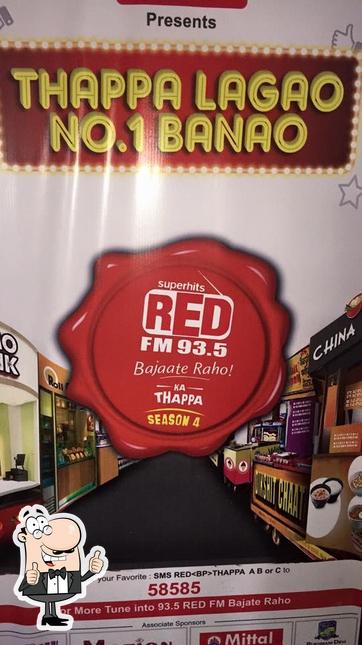 Presents
THAPPA LAGAO
NO.1 BANAO
superhits
RED
FM 93.5
Bajaate Raho!
KA
THAPPA
SEASON 4
Roll
CHINA
CHAAT
your Favorite : SMS RED<BP>THAPPA A B or C to
58585
or More Tune into 93.5 RED FM Bajate Raho
Associate Sponsors
Mittal